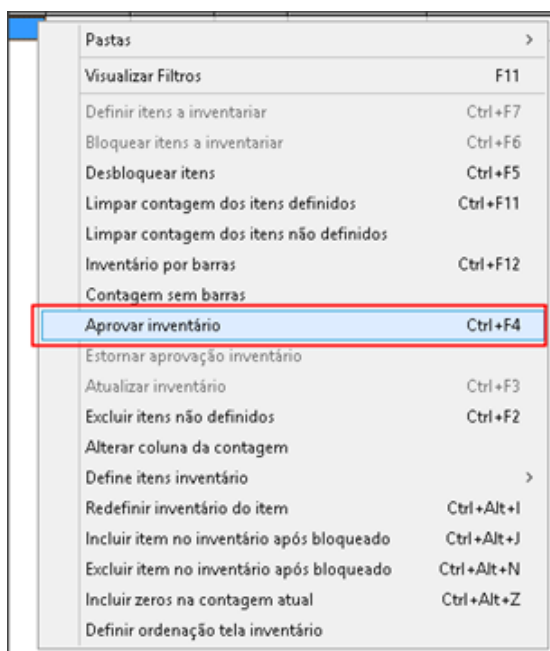 Pastas >
Visualizar Filtros F11
Definir itens a inventariar Ctrl+F7
Bloquear itens a inventariar Ctrl+F6
Desbloquear itens Ctrl+F5
Limpar contagem dos itens definidos Ctrl+F11
Limpar contagem dos itens não definidos
Inventário por barras Ctrl+F12
Contagem sem barras
Aprovar inventário Ctrl+F4
Estornar aprovação inventário
Atualizar inventário Ctrl+F3
Excluir itens não definidos Ctrl+F2
Alterar coluna da contagem
Define itens inventário >
Redefinir inventário do item Ctrl+Alt+I
Incluir item no inventário após bloqueado Ctrl+Alt+J
Excluir item no inventário após bloqueado Ctrl+Alt+N
Incluir zeros na contagem atual Ctrl+Alt+Z
Definir ordenação tela inventário